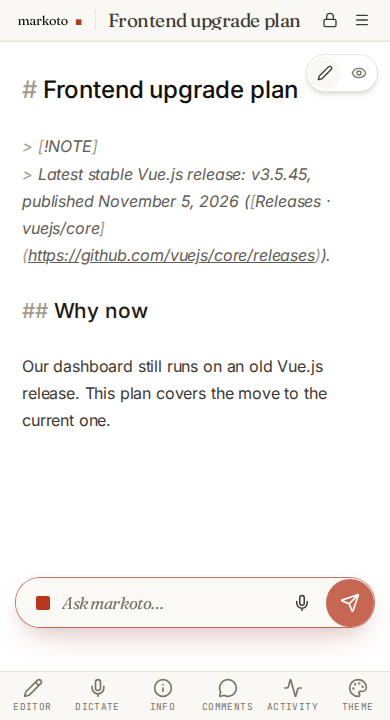 markoto
Frontend upgrade plan
# Frontend upgrade plan
> [!NOTE]
> Latest stable Vue.js release: v3.5.45,
published November 5, 2026 ([Releases ·
vuejs/core]
(https://github.com/vuejs/core/releases)).
## Why now
Our dashboard still runs on an old Vue.js
release. This plan covers the move to the
current one.
Ask markoto...
EDITOR DICTATE INFO COMMENTS ACTIVITY THEME